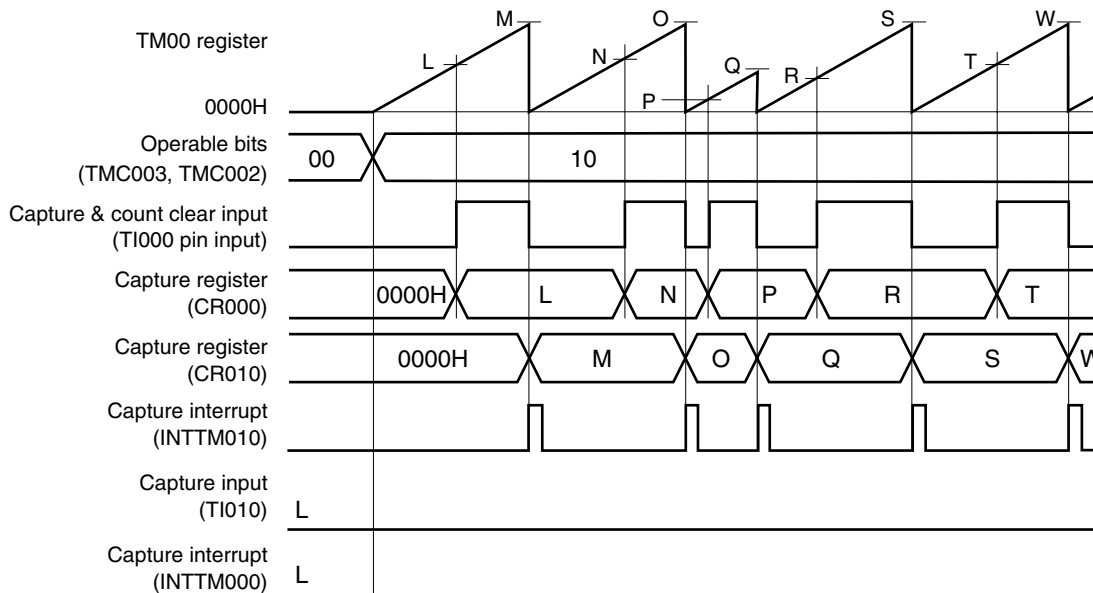 TM00 register
0000H
L
M
N
O
P
Q
R
S
T
W
Operable bits
(TMC003, TMC002)
00
10
Capture & count clear input
(TI000 pin input)
Capture register
(CR000)
0000H
L
N
P
R
T
Capture register
(CR010)
0000H
M
O
Q
S
W
Capture interrupt
(INTTM010)
Capture input
(TI010)
L
Capture interrupt
(INTTM000)
L